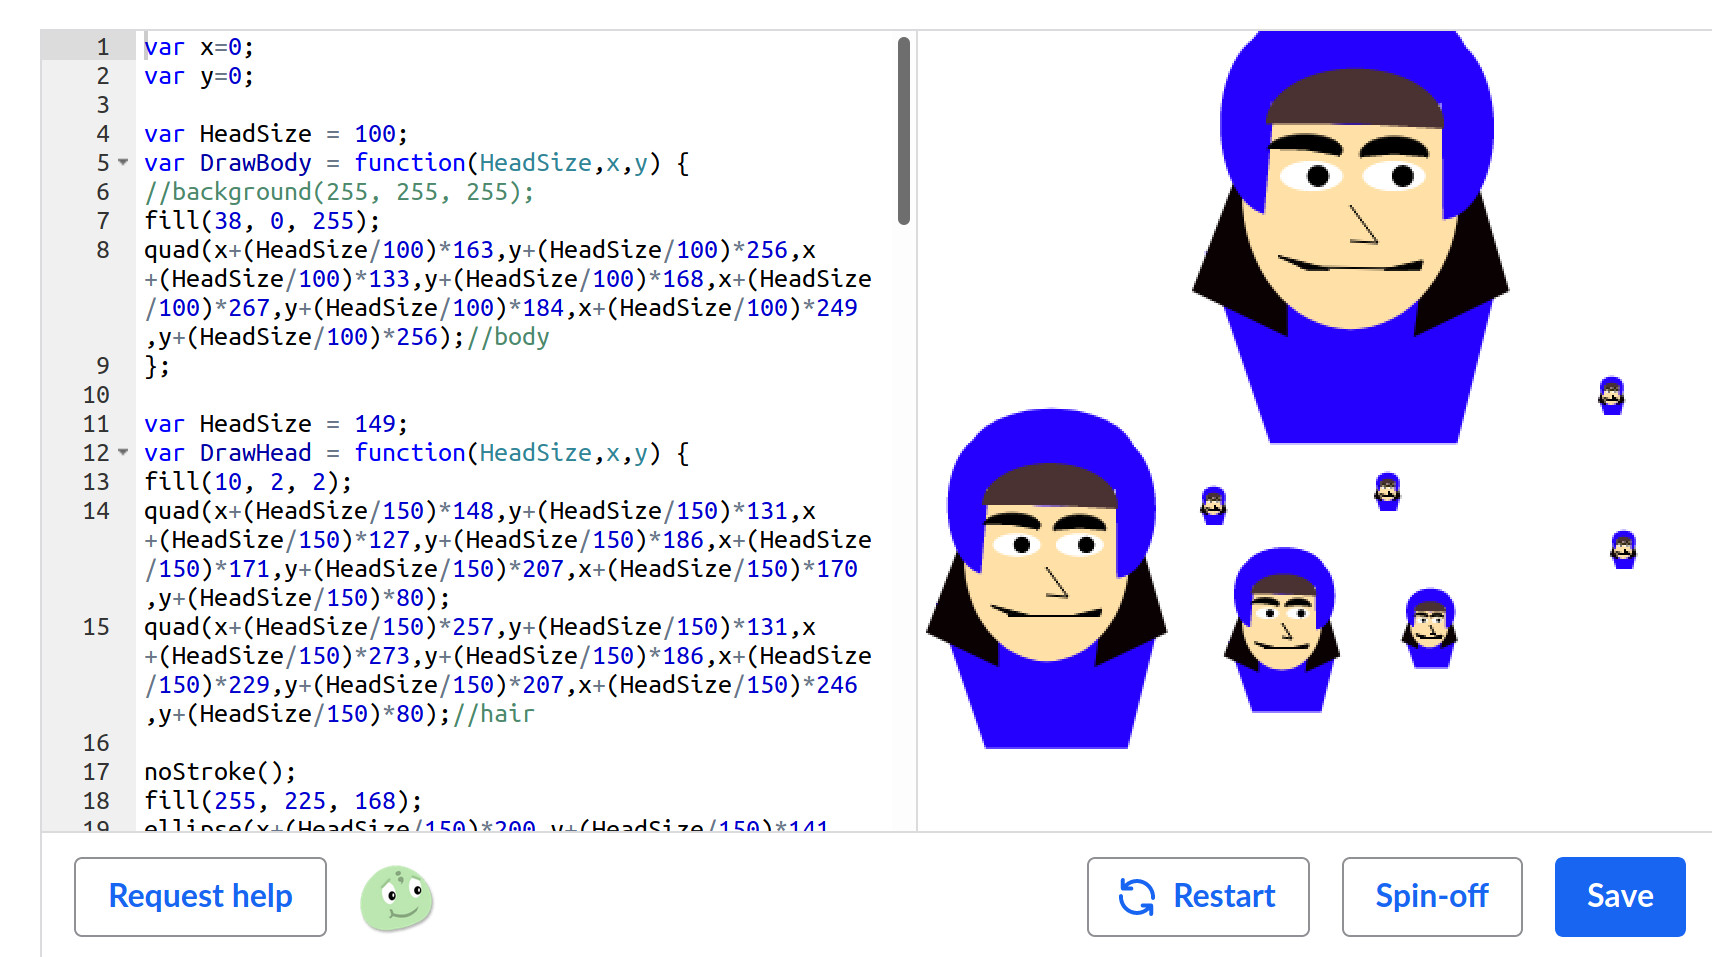 1 var x=0;
2 var y=0;
3
4 var HeadSize = 100;
5 var DrawBody = function(HeadSize,x,y) {
6 //background(255, 255, 255);
7 fill(38, 0, 255);
8 quad(x+(HeadSize/100)*163,y+(HeadSize/100)*256,x
+(HeadSize/100)*133,y+(HeadSize/100)*168,x+(HeadSize
/100)*267,y+(HeadSize/100)*184,x+(HeadSize/100)*249
,y+(HeadSize/100)*256);//body
9 };
10
11 var HeadSize = 149;
12 var DrawHead = function(HeadSize,x,y) {
13 fill(10, 2, 2);
14 quad(x+(HeadSize/150)*148,y+(HeadSize/150)*131,x
+(HeadSize/150)*127,y+(HeadSize/150)*186,x+(HeadSize
/150)*171,y+(HeadSize/150)*207,x+(HeadSize/150)*170
,y+(HeadSize/150)*80);
15 quad(x+(HeadSize/150)*257,y+(HeadSize/150)*131,x
+(HeadSize/150)*273,y+(HeadSize/150)*186,x+(HeadSize
/150)*229,y+(HeadSize/150)*207,x+(HeadSize/150)*246
,y+(HeadSize/150)*80);//hair
16
17 noStroke();
18 fill(255, 225, 168);
19 ellipse(x+(HeadSize/150)*200,y+(HeadSize/150)*141
Request help
Restart
Spin-off
Save